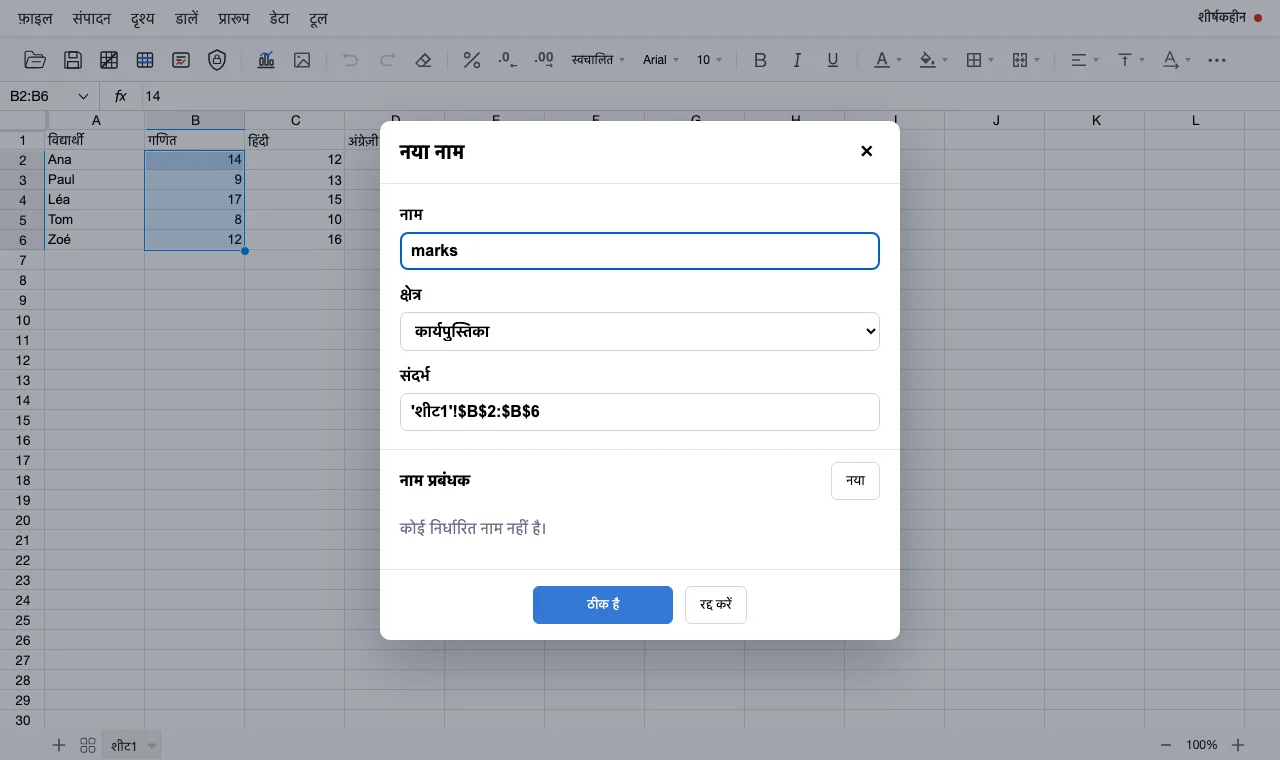 फ़ाइल संपादन दृश्य डालें प्रारूप डेटा टूल शीर्षकहीन
% .0 .00 स्वचालित Arial 10 B I U A A
B2:B6 fx 14
A B C D E F G H I J K L
1 विद्यार्थी गणित हिंदी अंग्रेज़ी
2 Ana 14 12
3 Paul 9 13
4 Léa 17 15
5 Tom 8 10
6 Zoé 12 16
7
8
9
10
11
12
13
14
15
16
17
18
19
20
21
22
23
24
25
26
27
28
29
30
नया नाम
नाम
marks
क्षेत्र
कार्यपुस्तिका
संदर्भ
'शीट1'!$B$2:$B$6
नाम प्रबंधक नया
कोई निर्धारित नाम नहीं है।
ठीक है रद्द करें
शीट1 100%